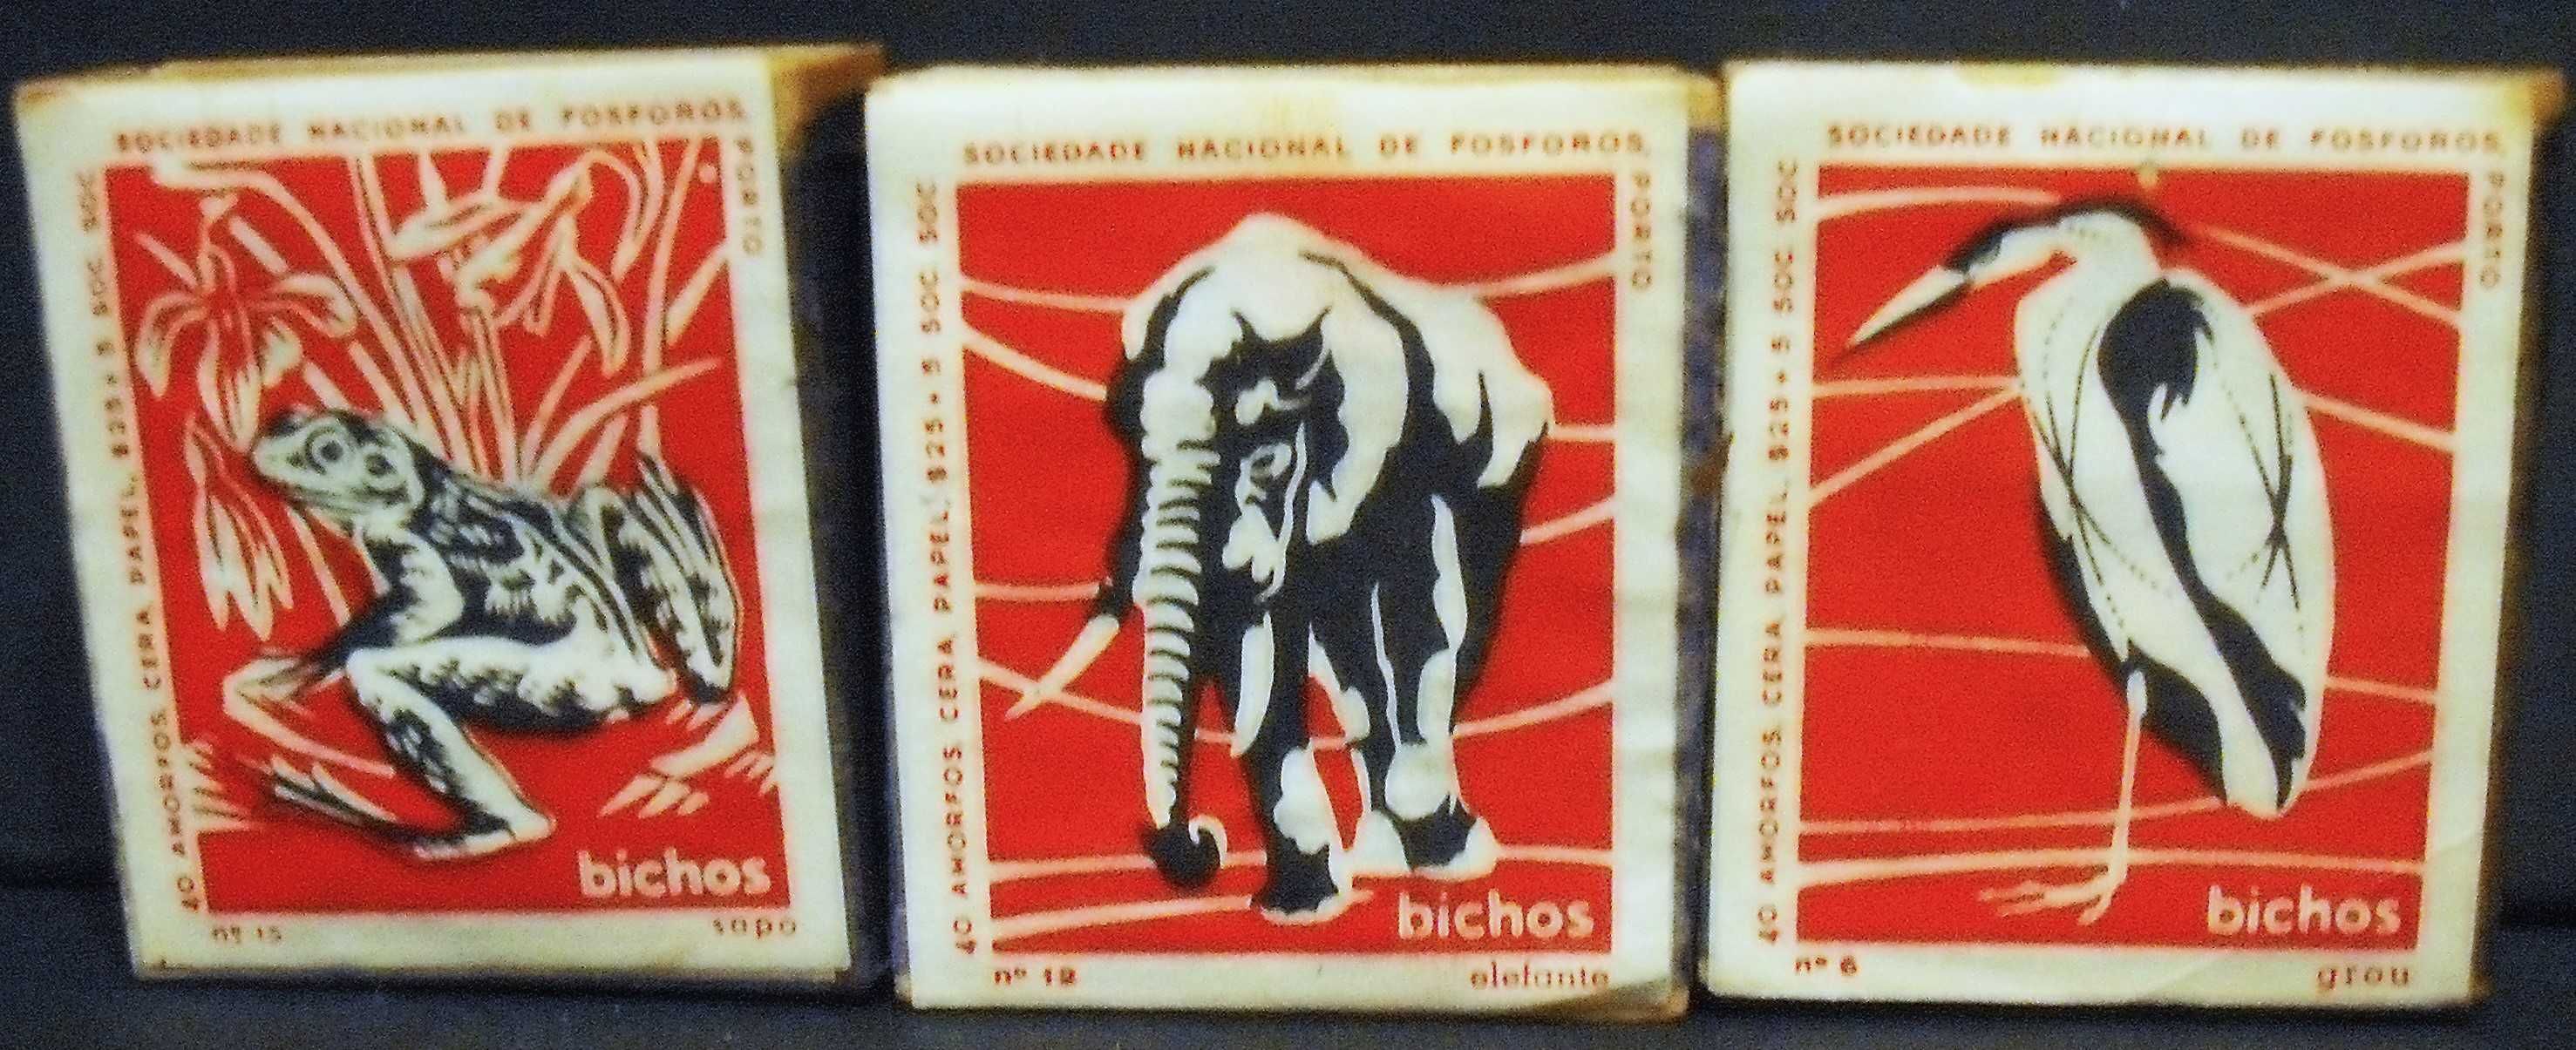 SOCIEDADE NACIONAL DE FOSFOROS,
PORTO
40 AMORFOS, CERA, PAPEL, $25+5 SOC. SOC
bichos
nº 15
sapo
SOCIEDADE NACIONAL DE FOSFOROS,
PORTO
40 AMORFOS, CERA, PAPEL, $25+5 SOC. SOC
bichos
nº 12
elefante
SOCIEDADE NACIONAL DE FOSFOROS,
PORTO
40 AMORFOS, CERA, PAPEL, $25+5 SOC. SOC
bichos
nº 6
grou